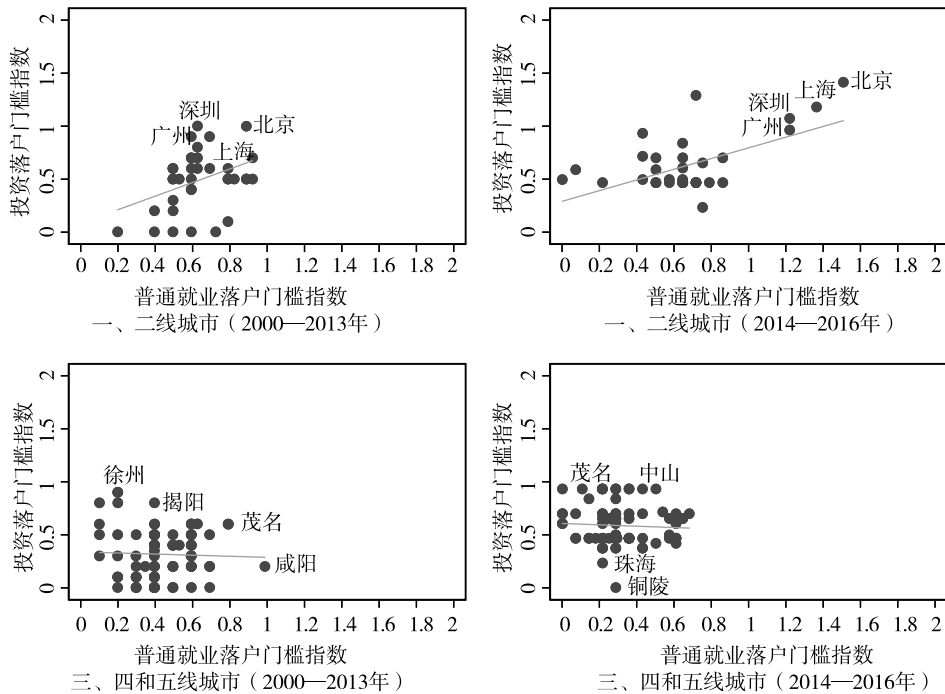 投资落户门槛指数
2
1.5
1
0.5
0
深圳
广州
北京
上海
0 0.2 0.4 0.6 0.8 1 1.2 1.4 1.6 1.8 2
普通就业落户门槛指数
一、二线城市（2000—2013年）
投资落户门槛指数
2
1.5
1
0.5
0
北京
上海
深圳
广州
0 0.2 0.4 0.6 0.8 1 1.2 1.4 1.6 1.8 2
普通就业落户门槛指数
一、二线城市（2014—2016年）
投资落户门槛指数
2
1.5
1
0.5
0
徐州
揭阳
茂名
咸阳
0 0.2 0.4 0.6 0.8 1 1.2 1.4 1.6 1.8 2
普通就业落户门槛指数
三、四和五线城市（2000—2013年）
投资落户门槛指数
2
1.5
1
0.5
0
茂名 中山
珠海
铜陵
0 0.2 0.4 0.6 0.8 1 1.2 1.4 1.6 1.8 2
普通就业落户门槛指数
三、四和五线城市（2014—2016年）